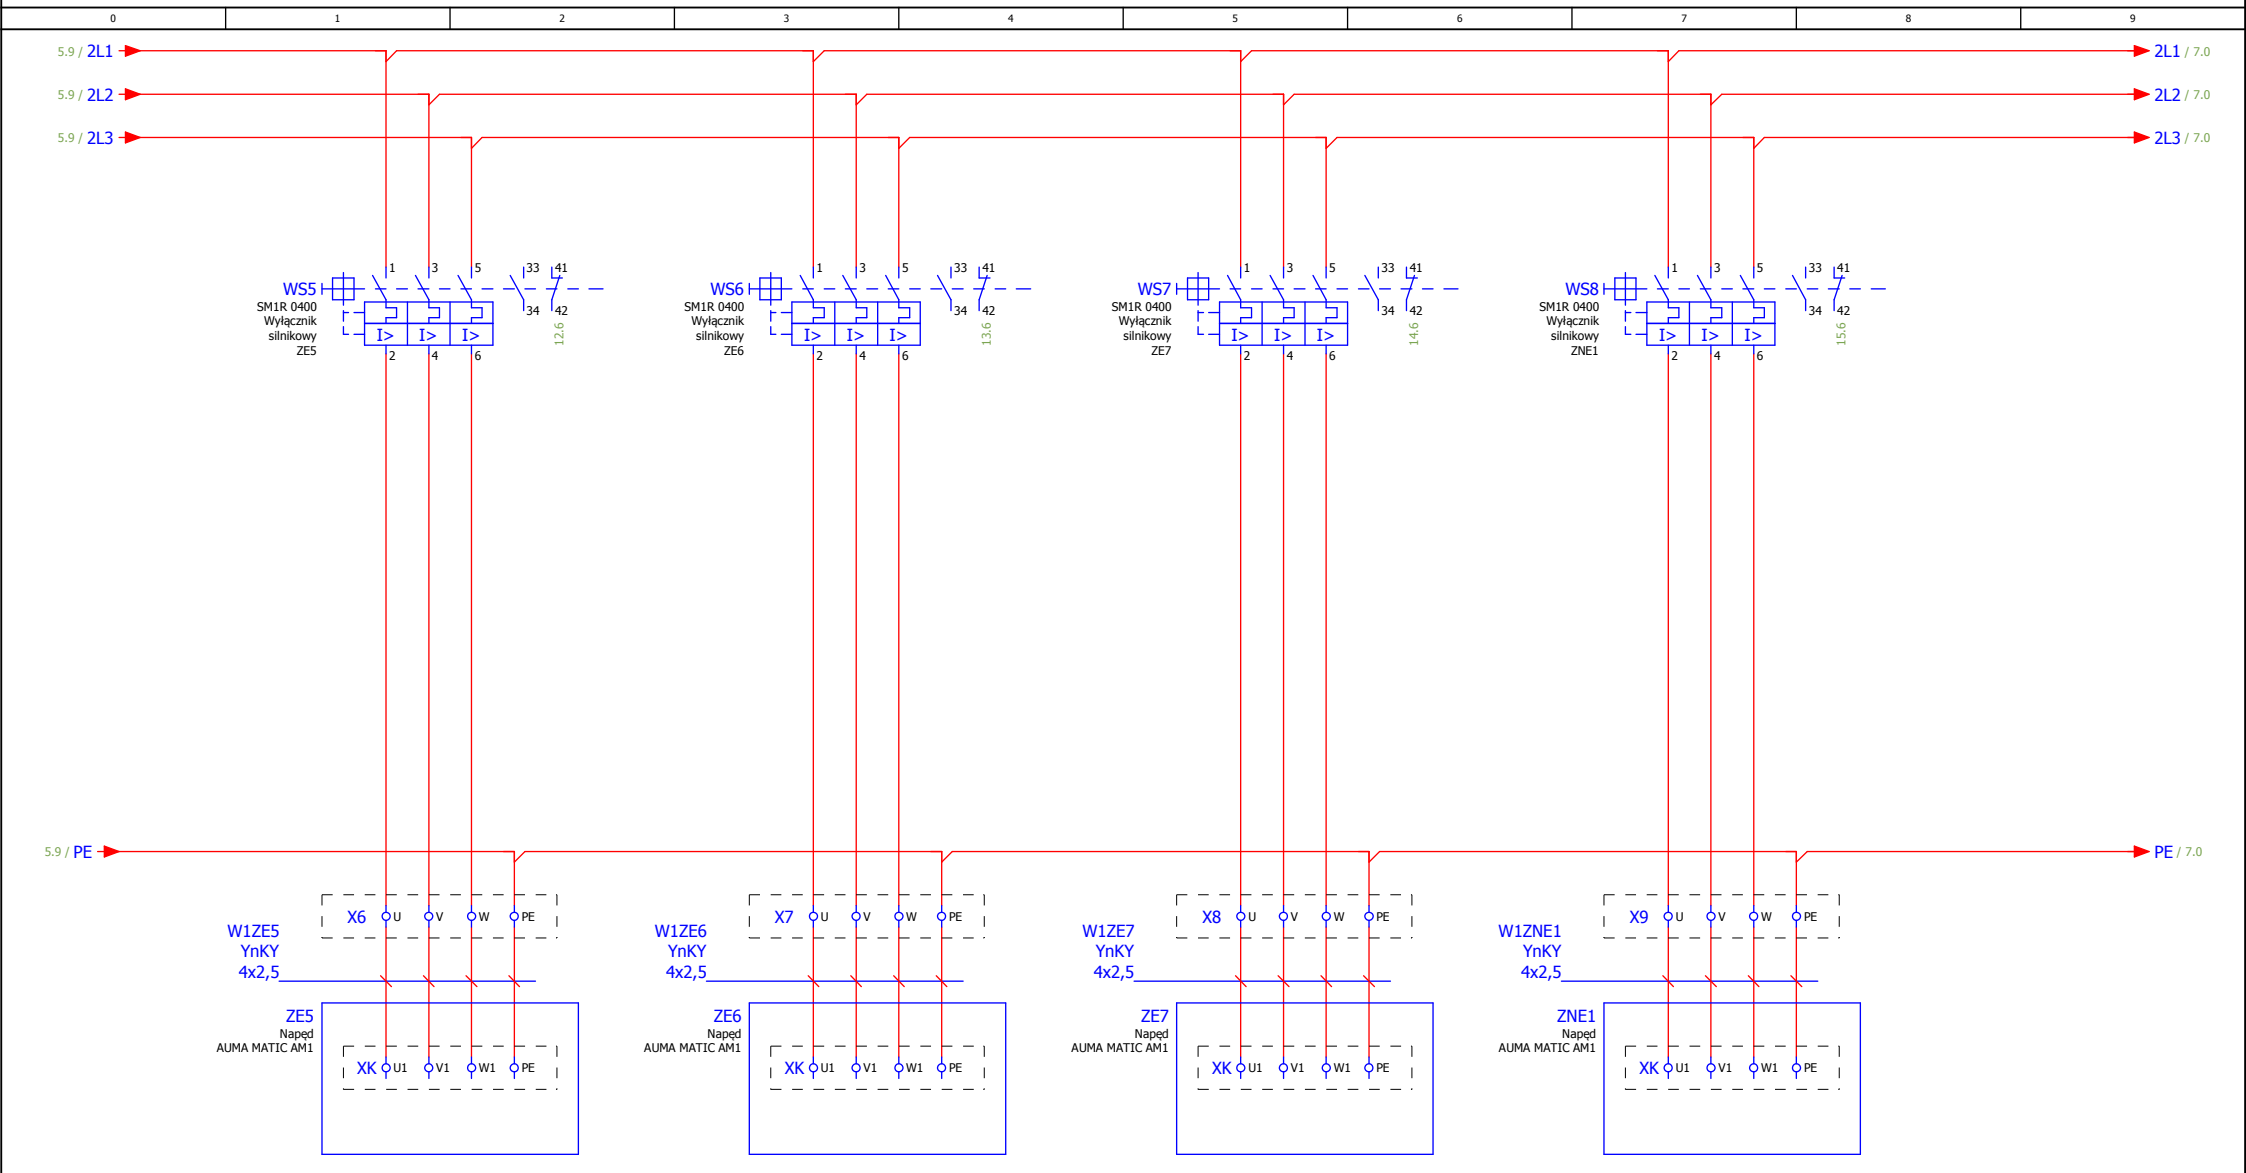 0 1 2 3 4 5 6 7 8 9
5.9 / 2L1 2L1 / 7.0
5.9 / 2L2 2L2 / 7.0
5.9 / 2L3 2L3 / 7.0
WS5
SM1R 0400
Wyłącznik
silnikowy
ZE5
1 3 5 33 41
34 42
I> I> I>
2 4 6
12.6
WS6
SM1R 0400
Wyłącznik
silnikowy
ZE6
1 3 5 33 41
34 42
I> I> I>
2 4 6
13.6
WS7
SM1R 0400
Wyłącznik
silnikowy
ZE7
1 3 5 33 41
34 42
I> I> I>
2 4 6
14.6
WS8
SM1R 0400
Wyłącznik
silnikowy
ZNE1
1 3 5 33 41
34 42
I> I> I>
2 4 6
15.6
5.9 / PE PE / 7.0
X6 U V W PE
W1ZE5
YnKY
4x2,5
ZE5
Napęd
AUMA MATIC AM1
XK U1 V1 W1 PE
X7 U V W PE
W1ZE6
YnKY
4x2,5
ZE6
Napęd
AUMA MATIC AM1
XK U1 V1 W1 PE
X8 U V W PE
W1ZE7
YnKY
4x2,5
ZE7
Napęd
AUMA MATIC AM1
XK U1 V1 W1 PE
X9 U V W PE
W1ZNE1
YnKY
4x2,5
ZNE1
Napęd
AUMA MATIC AM1
XK U1 V1 W1 PE